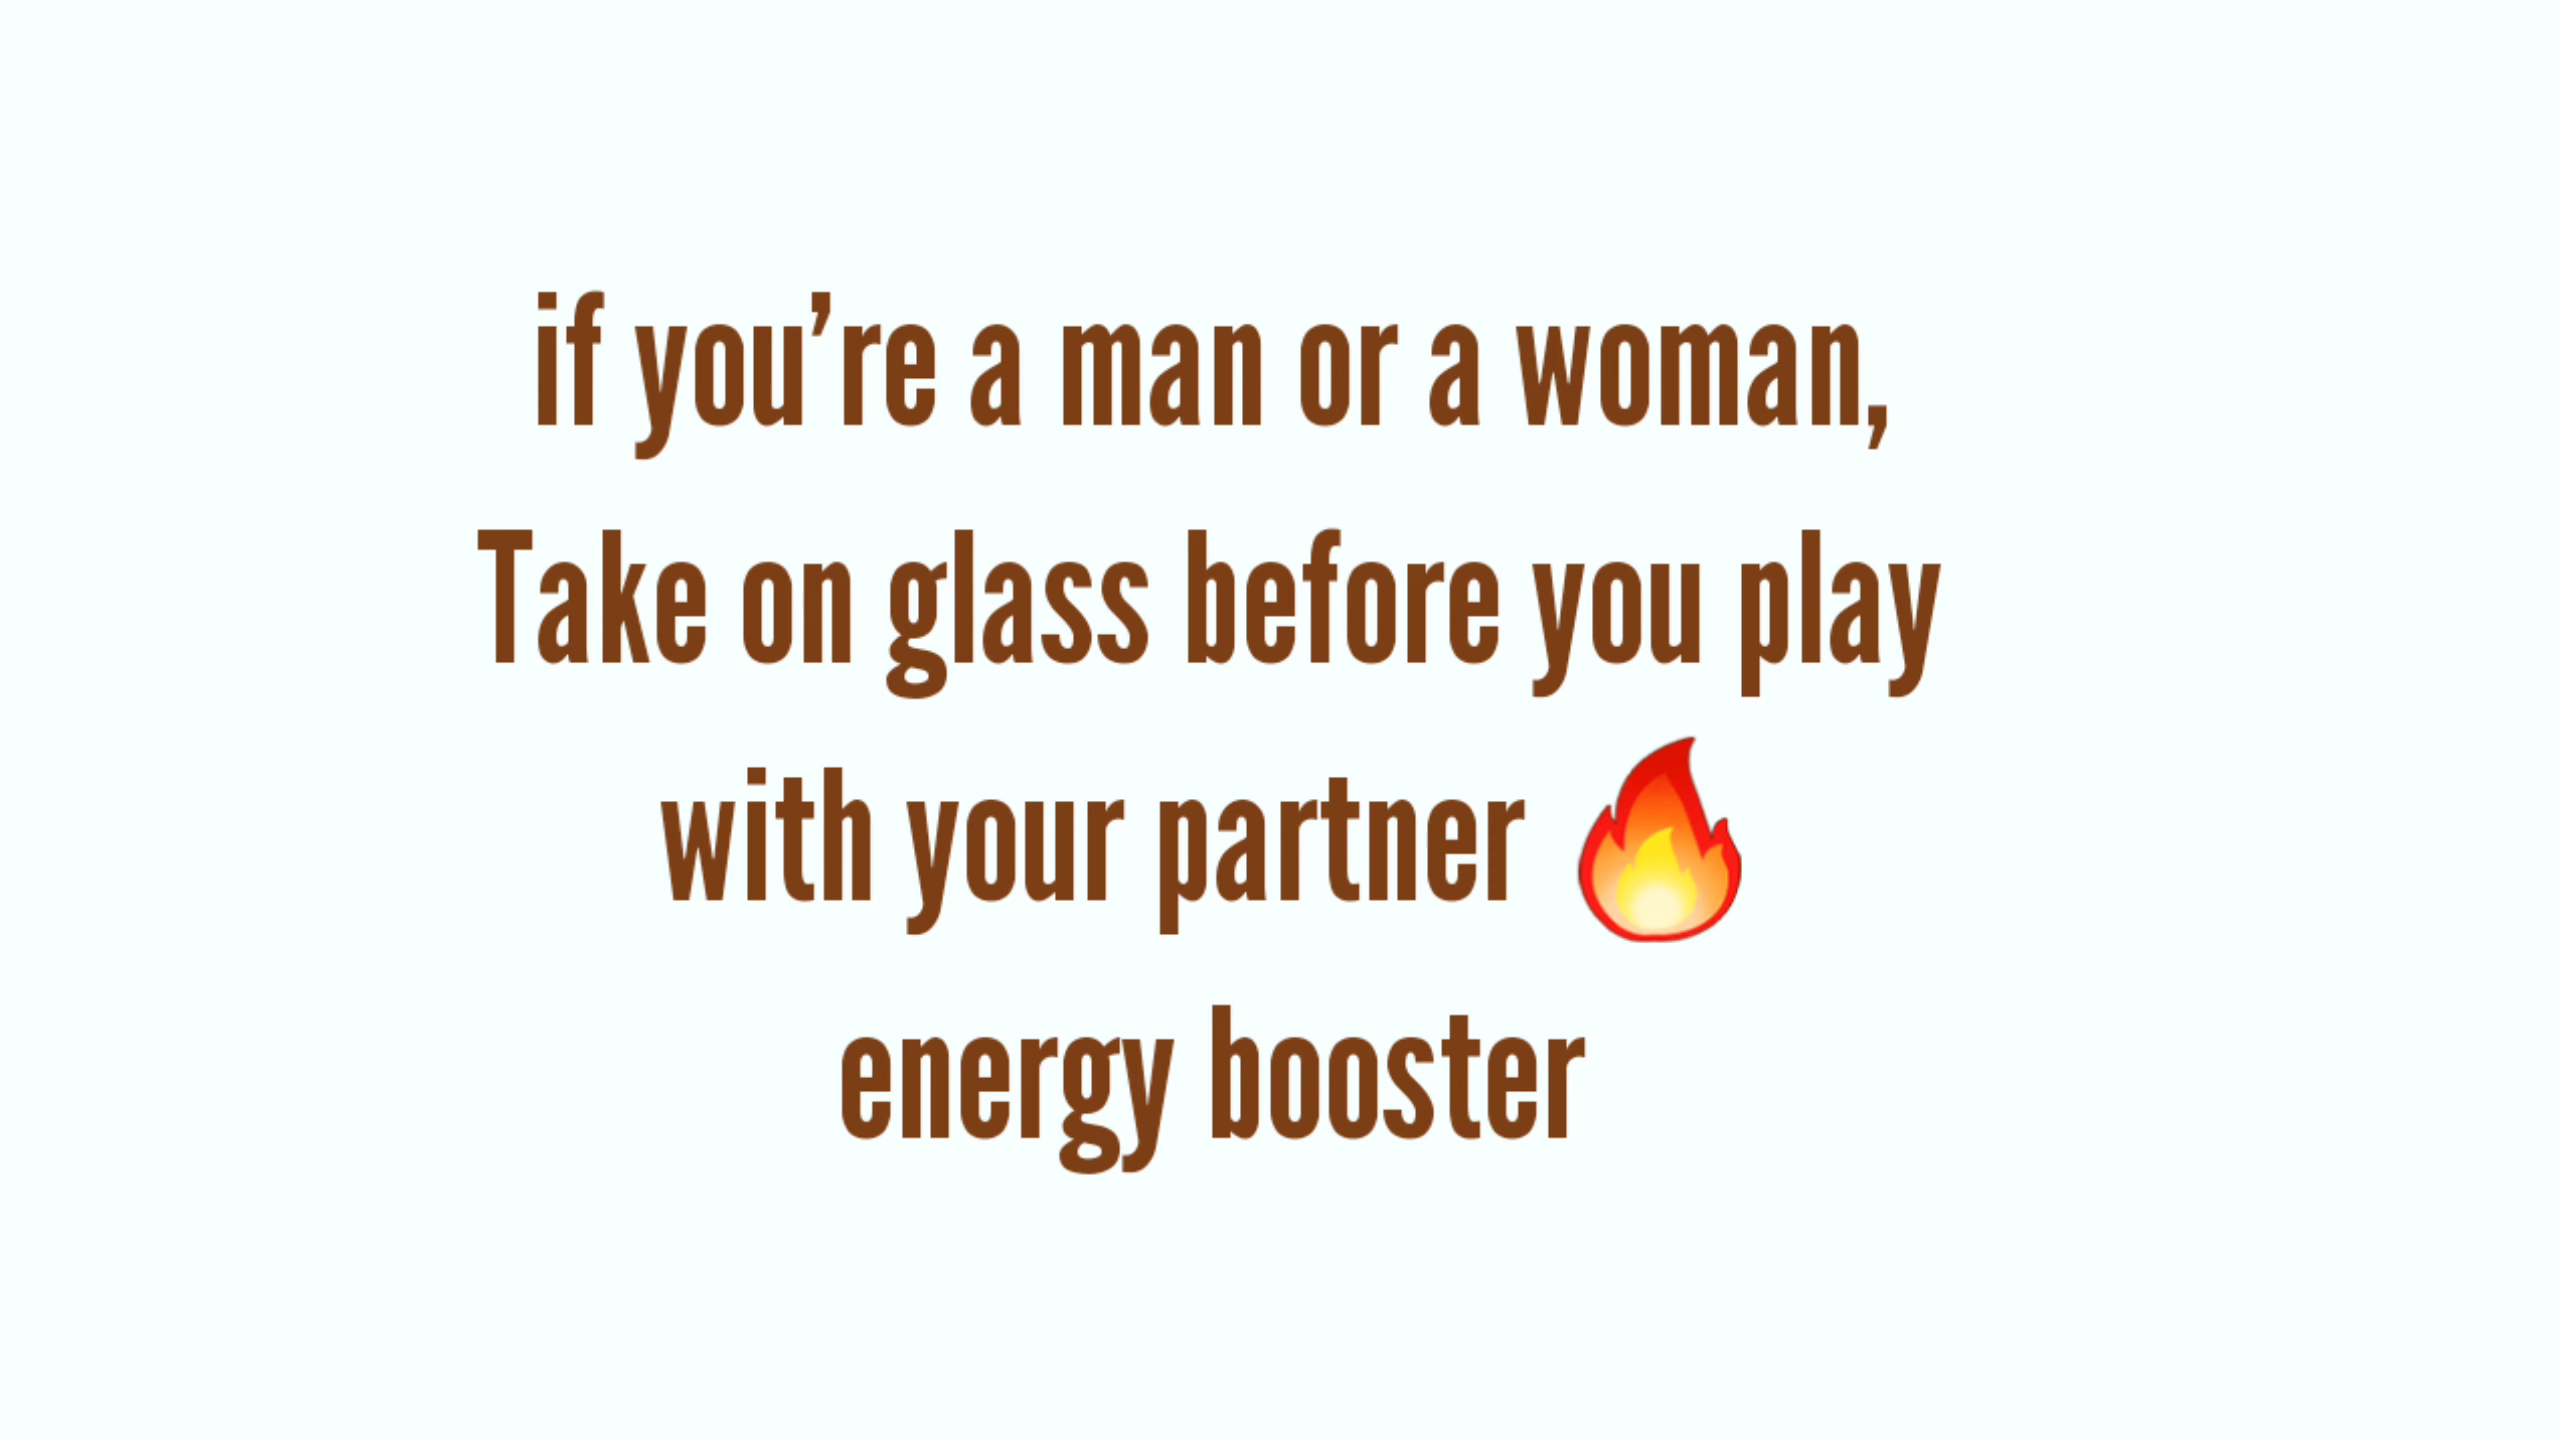 if you’re a man or a woman,
Take on glass before you play
with your partner 🔥
energy booster